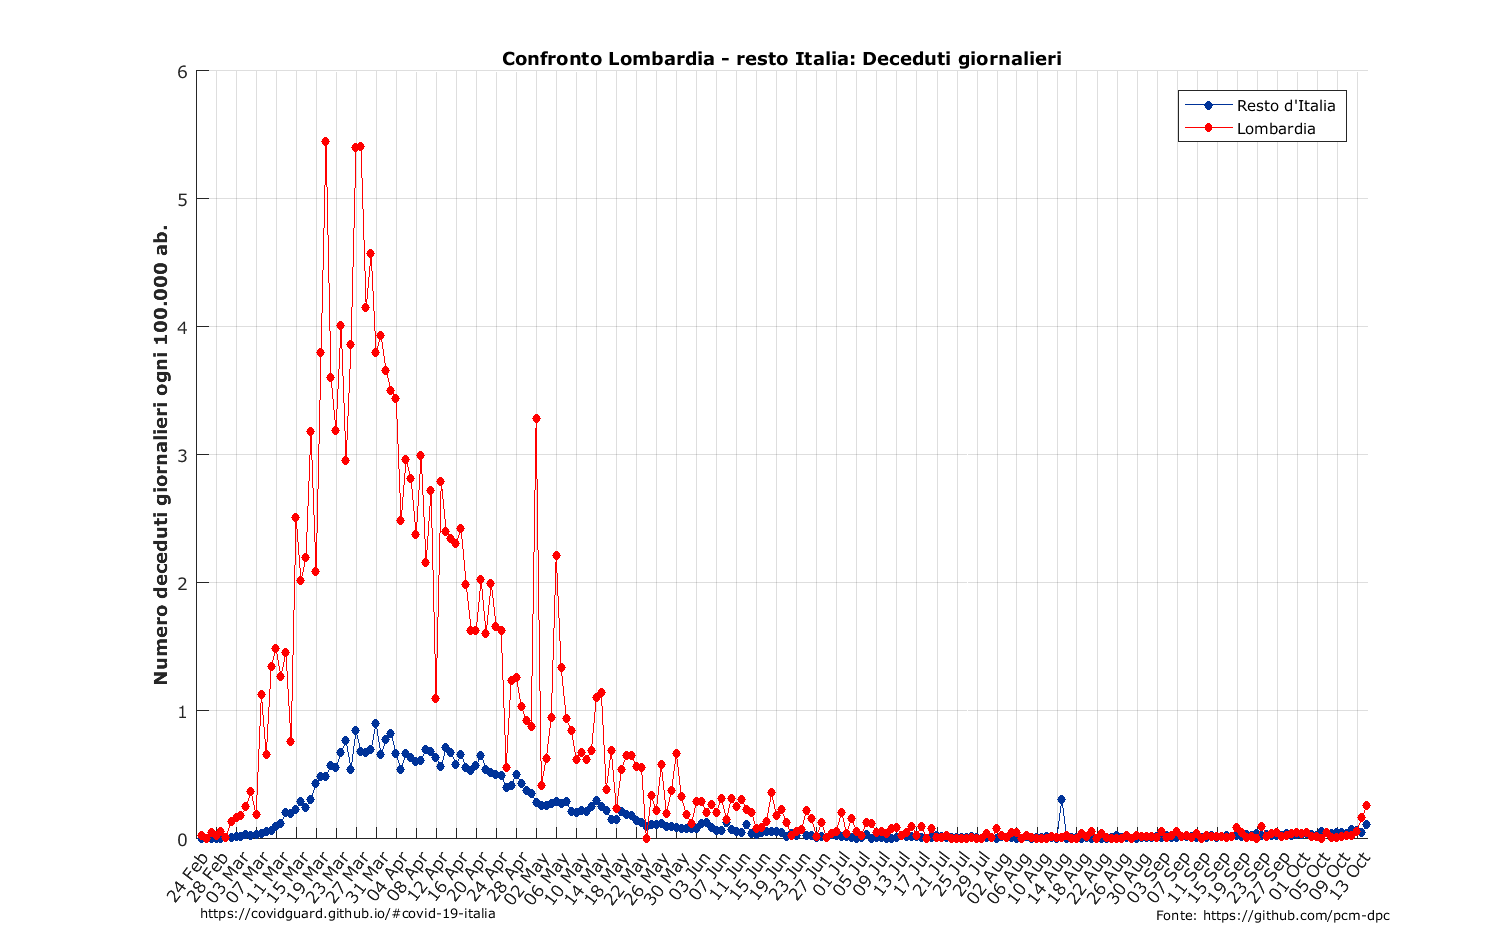 Confronto Lombardia - resto Italia: Deceduti giornalieri
Resto d'Italia
Lombardia
Numero deceduti giornalieri ogni 100.000 ab.
6
5
4
3
2
1
0
24 Feb
28 Feb
03 Mar
07 Mar
11 Mar
15 Mar
19 Mar
23 Mar
27 Mar
31 Mar
04 Apr
08 Apr
12 Apr
16 Apr
20 Apr
24 Apr
28 Apr
02 May
06 May
10 May
14 May
18 May
22 May
26 May
30 May
03 Jun
07 Jun
11 Jun
15 Jun
19 Jun
23 Jun
27 Jun
01 Jul
05 Jul
09 Jul
13 Jul
17 Jul
21 Jul
25 Jul
29 Jul
02 Aug
06 Aug
10 Aug
14 Aug
18 Aug
22 Aug
26 Aug
30 Aug
03 Sep
07 Sep
11 Sep
15 Sep
19 Sep
23 Sep
27 Sep
01 Oct
05 Oct
09 Oct
13 Oct
https://covidguard.github.io/#covid-19-italia
Fonte: https://github.com/pcm-dpc